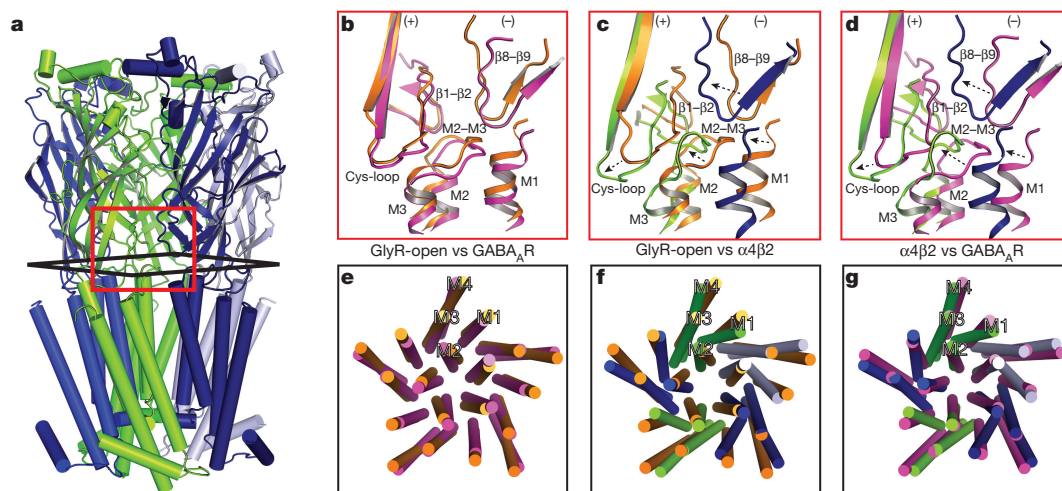 a
b
(+)
(−)
β8–β9
β1–β2
M2–M3
Cys-loop
M1
M2
M3
GlyR-open vs GABA_AR
c
(+)
(−)
β8–β9
β1–β2
M2–M3
Cys-loop
M1
M2
M3
GlyR-open vs α4β2
d
(+)
(−)
β8–β9
β1–β2
M2–M3
Cys-loop
M1
M2
M3
α4β2 vs GABA_AR
e
M4
M3
M1
M2
f
M4
M3
M1
M2
g
M4
M3
M1
M2